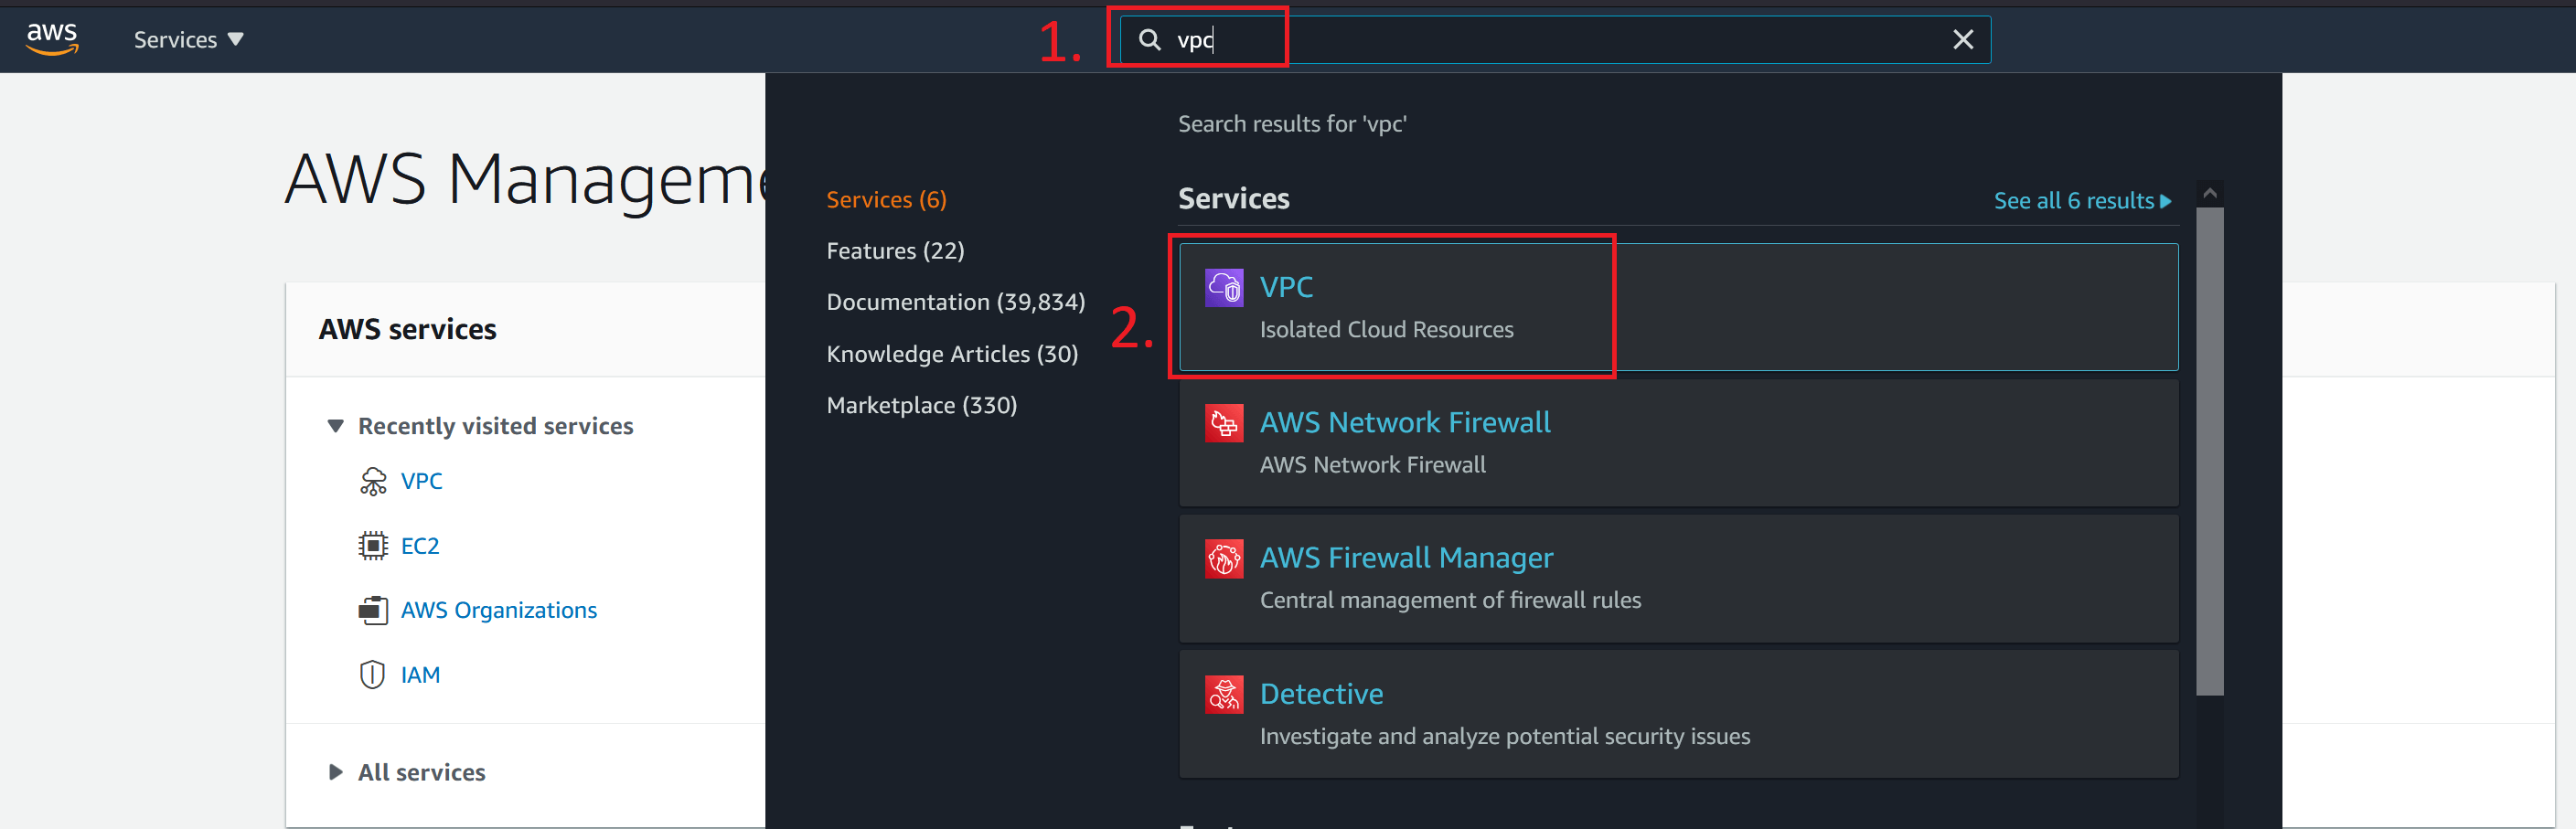 aws
Services
1.
vpc
AWS Manageme
Search results for 'vpc'
Services (6)
Features (22)
Documentation (39,834)
Knowledge Articles (30)
Marketplace (330)
Services
See all 6 results
2.
VPC
Isolated Cloud Resources
AWS Network Firewall
AWS Network Firewall
AWS Firewall Manager
Central management of firewall rules
Detective
Investigate and analyze potential security issues
AWS services
Recently visited services
VPC
EC2
AWS Organizations
IAM
All services